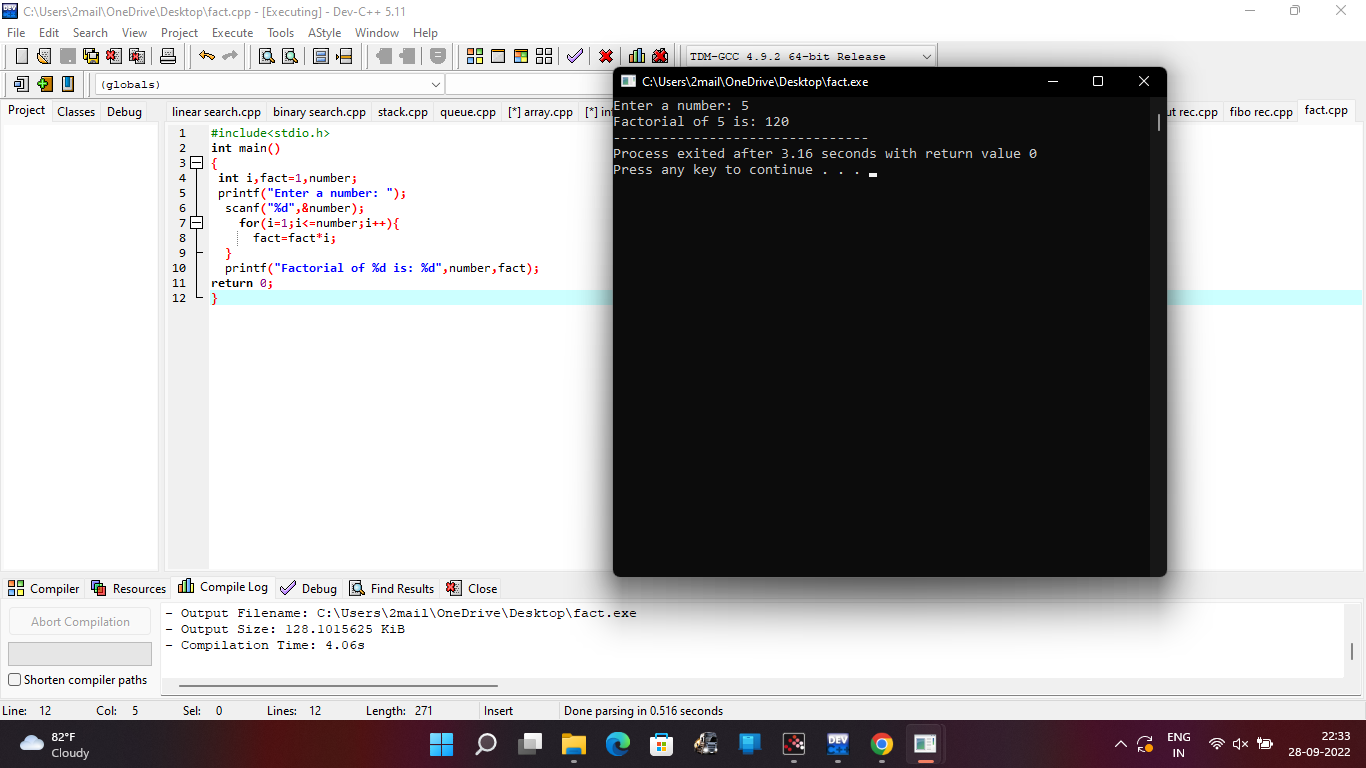 C:\Users\2mail\OneDrive\Desktop\fact.cpp - [Executing] - Dev-C++ 5.11
File Edit Search View Project Execute Tools AStyle Window Help
TDM-GCC 4.9.2 64-bit Release
(globals)
Project Classes Debug
linear search.cpp binary search.cpp stack.cpp queue.cpp [*] array.cpp [*] rec.cpp fibo rec.cpp fact.cpp
1 #include<stdio.h>
2 int main()
3 {
4 int i,fact=1,number;
5 printf("Enter a number: ");
6 scanf("%d",&number);
7 for(i=1;i<=number;i++){
8 fact=fact*i;
9 }
10 printf("Factorial of %d is: %d",number,fact);
11 return 0;
12 }
C:\Users\2mail\OneDrive\Desktop\fact.exe
Enter a number: 5
Factorial of 5 is: 120
--------------------------------
Process exited after 3.16 seconds with return value 0
Press any key to continue . . .
Compiler Resources Compile Log Debug Find Results Close
Abort Compilation
Shorten compiler paths
- Output Filename: C:\Users\2mail\OneDrive\Desktop\fact.exe
- Output Size: 128.1015625 KiB
- Compilation Time: 4.06s
Line: 12 Col: 5 Sel: 0 Lines: 12 Length: 271 Insert Done parsing in 0.516 seconds
82°F
Cloudy
DEV
ENG
IN
22:33
28-09-2022